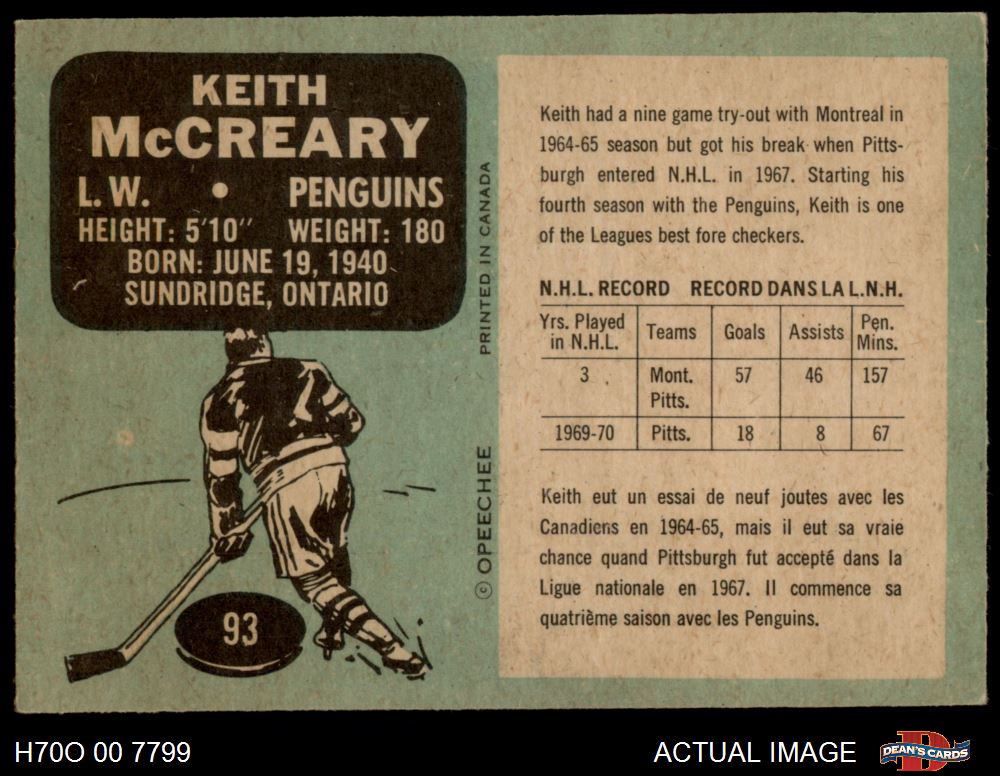 KEITH
McCREARY
L.W. • PENGUINS
HEIGHT: 5'10" WEIGHT: 180
BORN: JUNE 19, 1940
SUNDRIDGE, ONTARIO
93
© OPEECHEE PRINTED IN CANADA
Keith had a nine game try-out with Montreal in
1964-65 season but got his break when Pitts-
burgh entered N.H.L. in 1967. Starting his
fourth season with the Penguins, Keith is one
of the Leagues best fore checkers.
N.H.L. RECORD RECORD DANS LA L.N.H.
Yrs. Played in N.H.L. Teams Goals Assists Pen. Mins.
3 Mont. Pitts. 57 46 157
1969-70 Pitts. 18 8 67
Keith eut un essai de neuf joutes avec les
Canadiens en 1964-65, mais il eut sa vraie
chance quand Pittsburgh fut accepté dans la
Ligue nationale en 1967. Il commence sa
quatrième saison avec les Penguins.
H70O 00 7799
ACTUAL IMAGE
D
DEAN'S CARDS